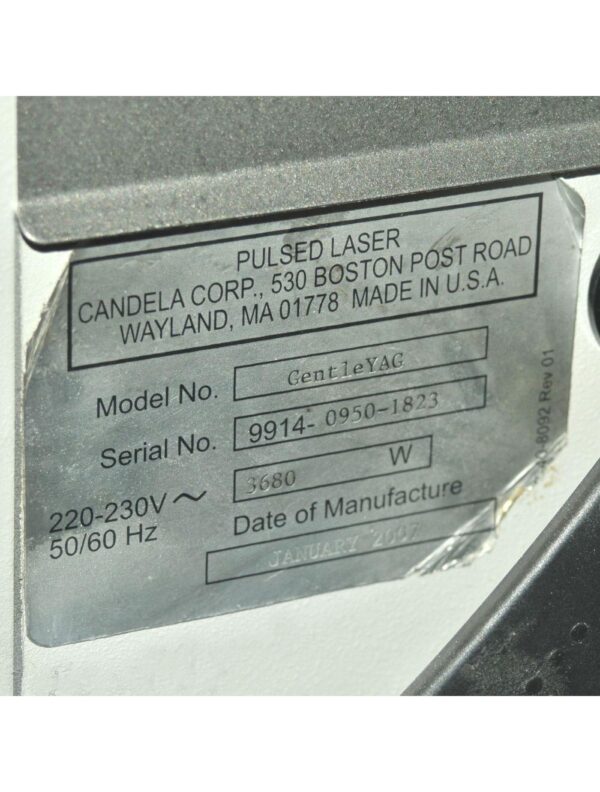 PULSED LASER
CANDELA CORP., 530 BOSTON POST ROAD
WAYLAND, MA 01778 MADE IN U.S.A.
Model No. GentleYAG
Serial No. 9914- 0950-1823
220-230V ~ 3680 W
50/60 Hz
Date of Manufacture
JANUARY 2007
-8092 Rev 01